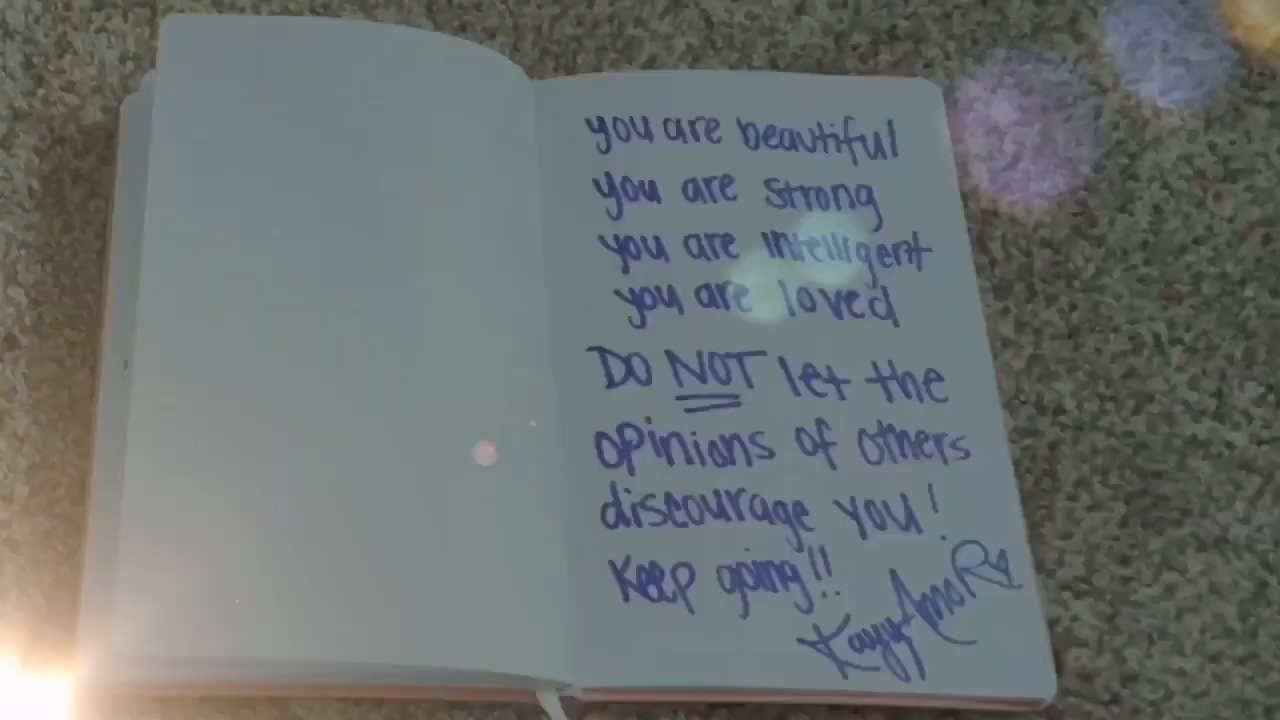 you are beautiful
you are strong
you are intelligent
you are loved
DO NOT let the
opinions of others
discourage you!
Keep going!!
KayyAmoR